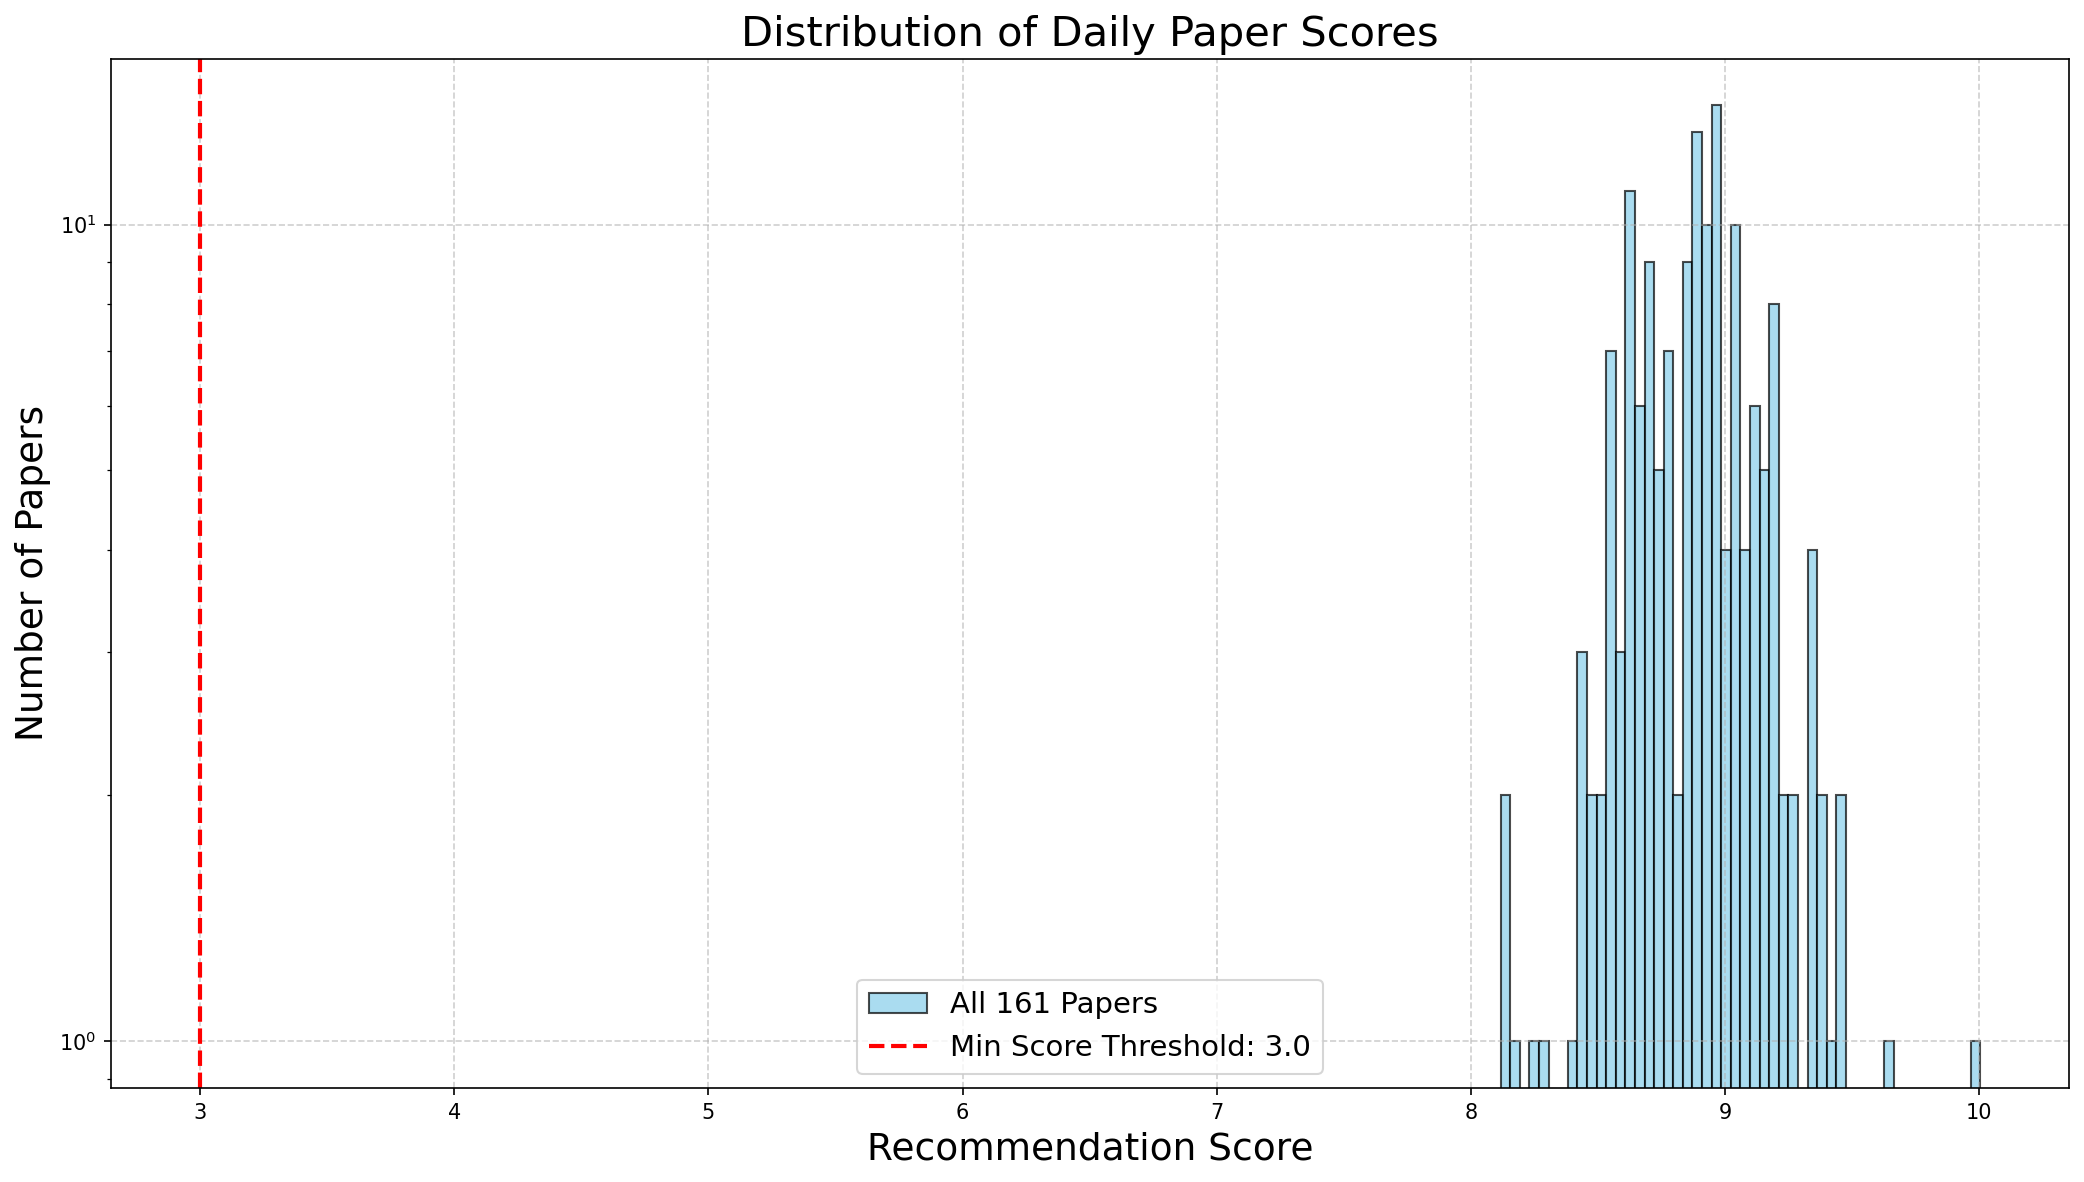 Distribution of Daily Paper Scores
Number of Papers
10¹
10⁰
All 161 Papers
Min Score Threshold: 3.0
3 4 5 6 7 8 9 10
Recommendation Score